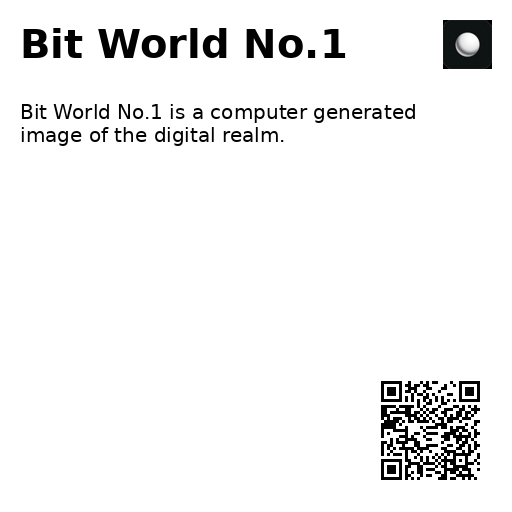 Bit World No.1
Bit World No.1 is a computer generated
image of the digital realm.